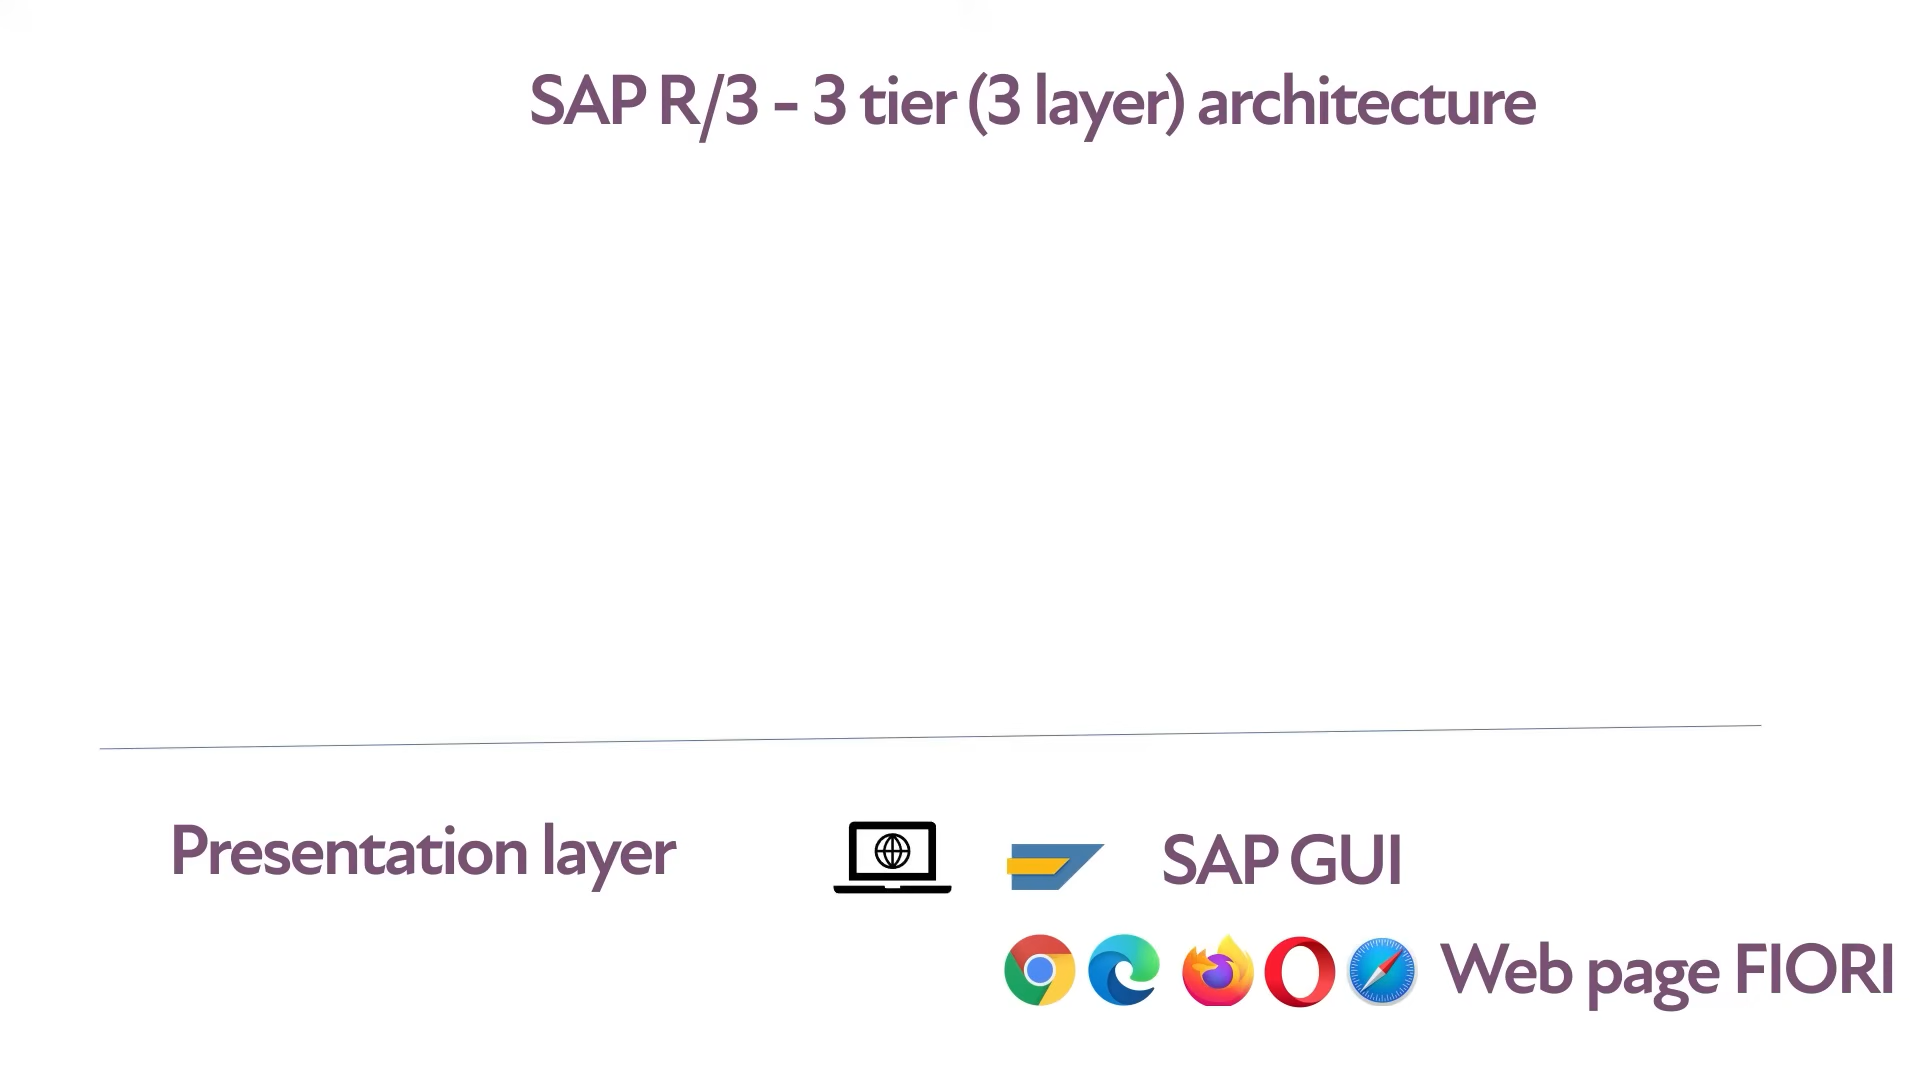 SAP R/3 - 3 tier (3 layer) architecture
Presentation layer
SAP GUI
Web page FIORI